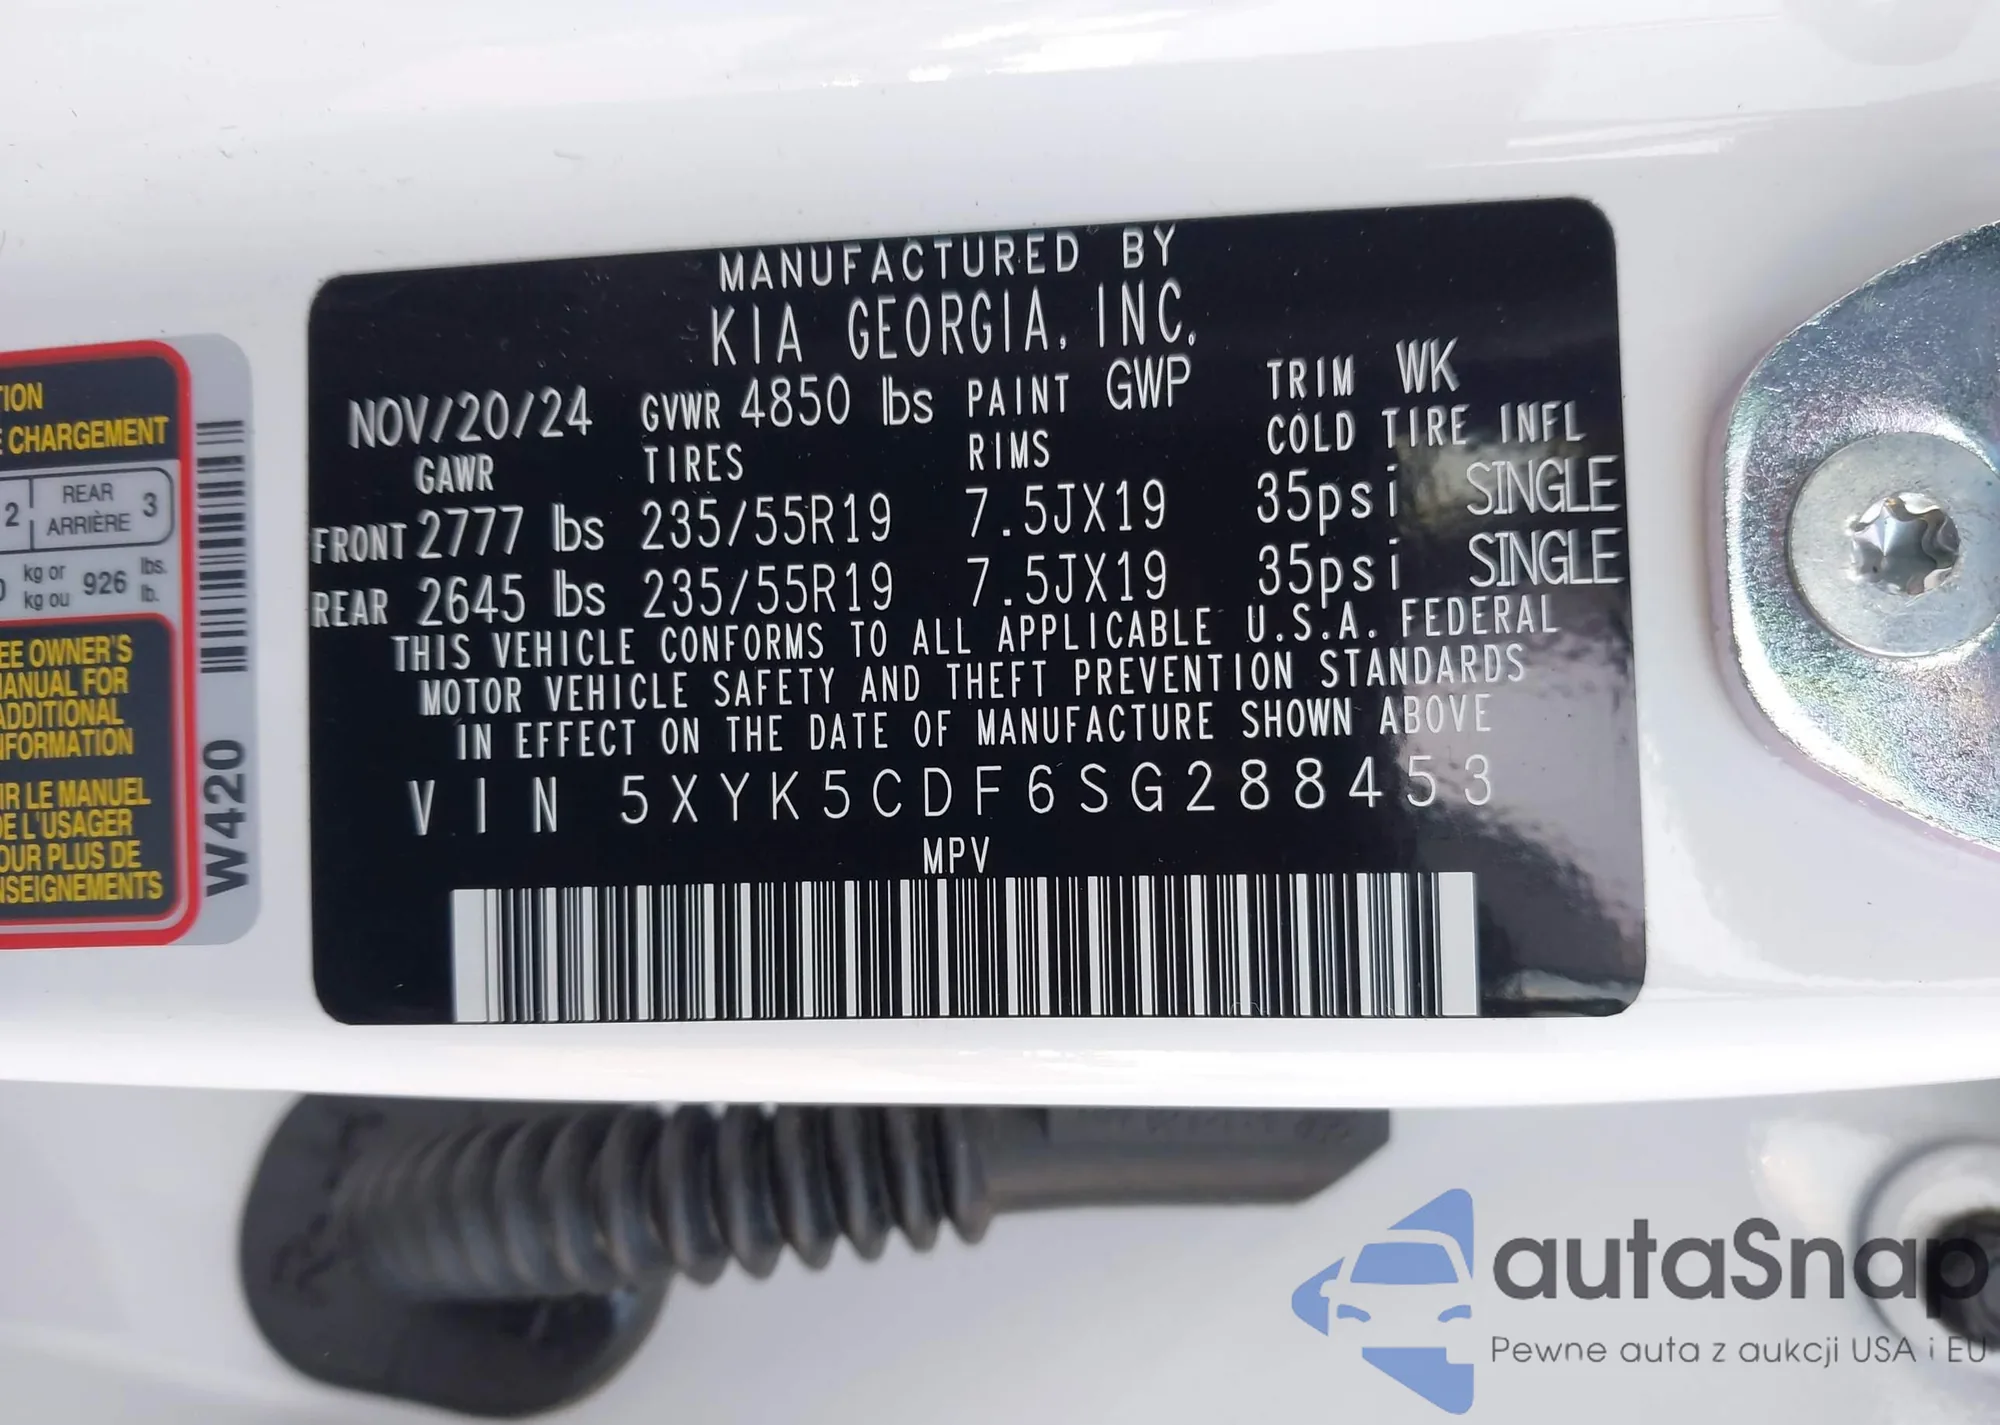 MANUFACTURED BY
KIA GEORGIA, INC.
NOV/20/24 GVWR 4850 lbs PAINT GWP TRIM WK
GAWR TIRES RIMS COLD TIRE INFL
FRONT 2777 lbs 235/55R19 7.5JX19 35psi SINGLE
REAR 2645 lbs 235/55R19 7.5JX19 35psi SINGLE
THIS VEHICLE CONFORMS TO ALL APPLICABLE U.S.A. FEDERAL
MOTOR VEHICLE SAFETY AND THEFT PREVENTION STANDARDS
IN EFFECT ON THE DATE OF MANUFACTURE SHOWN ABOVE
VIN 5XYK5CDF6SG288453
MPV
TION
E CHARGEMENT
2 REAR 3
ARRIÈRE
0 kg or 926 lbs.
kg ou lb.
EE OWNER'S
MANUAL FOR
ADDITIONAL
NFORMATION
IR LE MANUEL
DE L'USAGER
OUR PLUS DE
NSEIGNEMENTS
W420
autaSnap
Pewne auta z aukcji USA i EU